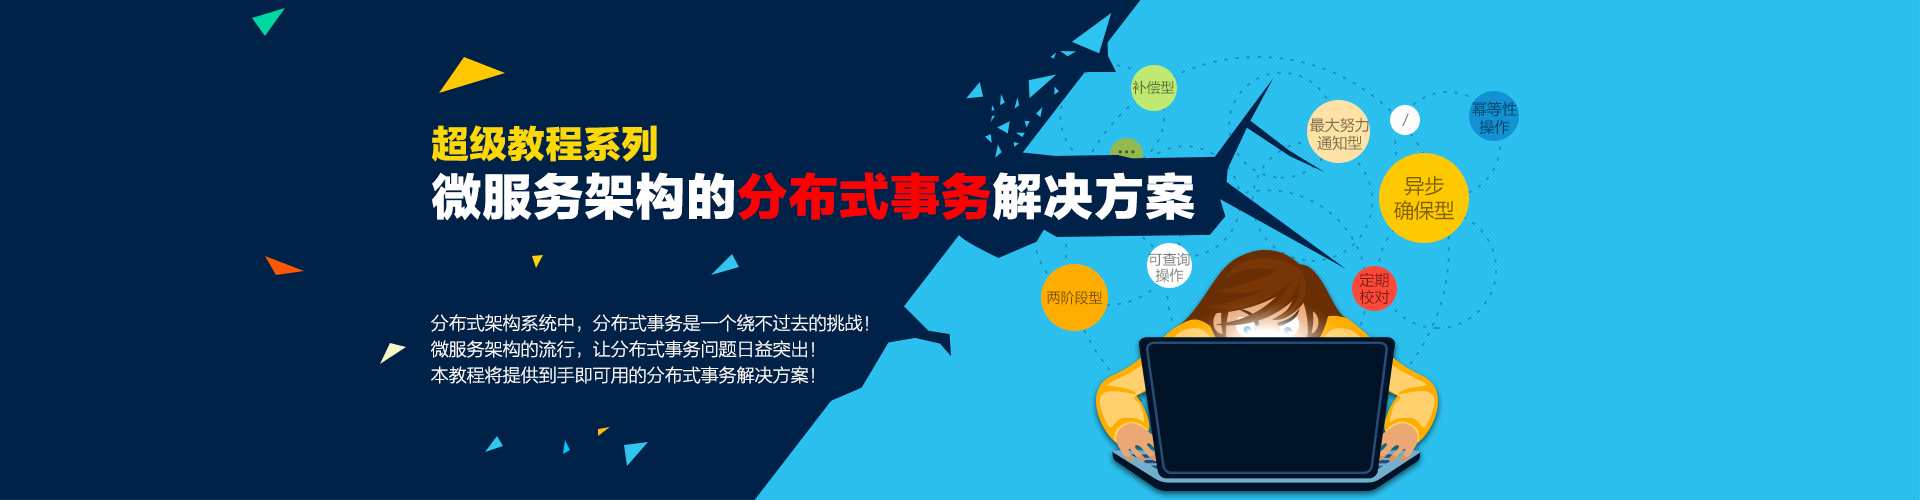 超级教程系列
微服务架构的分布式事务解决方案
分布式架构系统中，分布式事务是一个绕不过去的挑战！
微服务架构的流行，让分布式事务问题日益突出！
本教程将提供到手即可用的分布式事务解决方案！
补偿型
...
最大努力
通知型
/
幂等性
操作
异步
确保型
可查询
操作
两阶段型
定期
校对